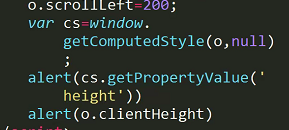 o.scrollLeft=200;
var cs=window.
getComputedStyle(o,null)
;
alert(cs.getPropertyValue('
height'))
alert(o.clientHeight)